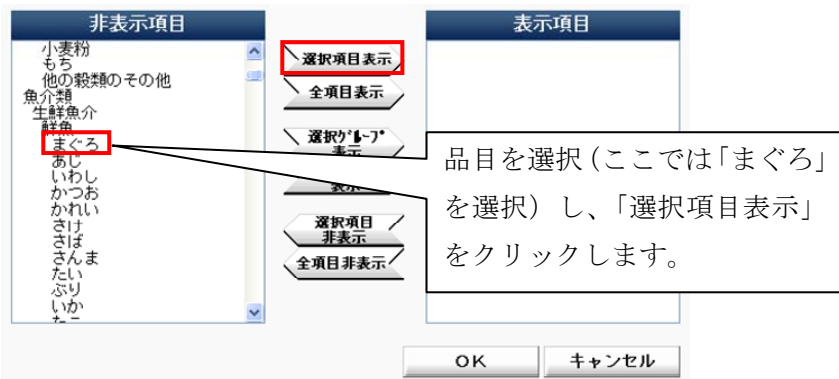 非表示項目
小麦粉
もち
他の穀類のその他
魚介類
生鮮魚介
鮮魚
まぐろ
あじ
いわし
かつお
かれい
さけ
さば
さんま
たい
ぶり
いか
選択項目表示
全項目表示
選択グループ
表示
表示
選択項目
非表示
全項目非表示
表示項目
品目を選択(ここでは「まぐろ」
を選択)し、「選択項目表示」
をクリックします。
OK
キャンセル